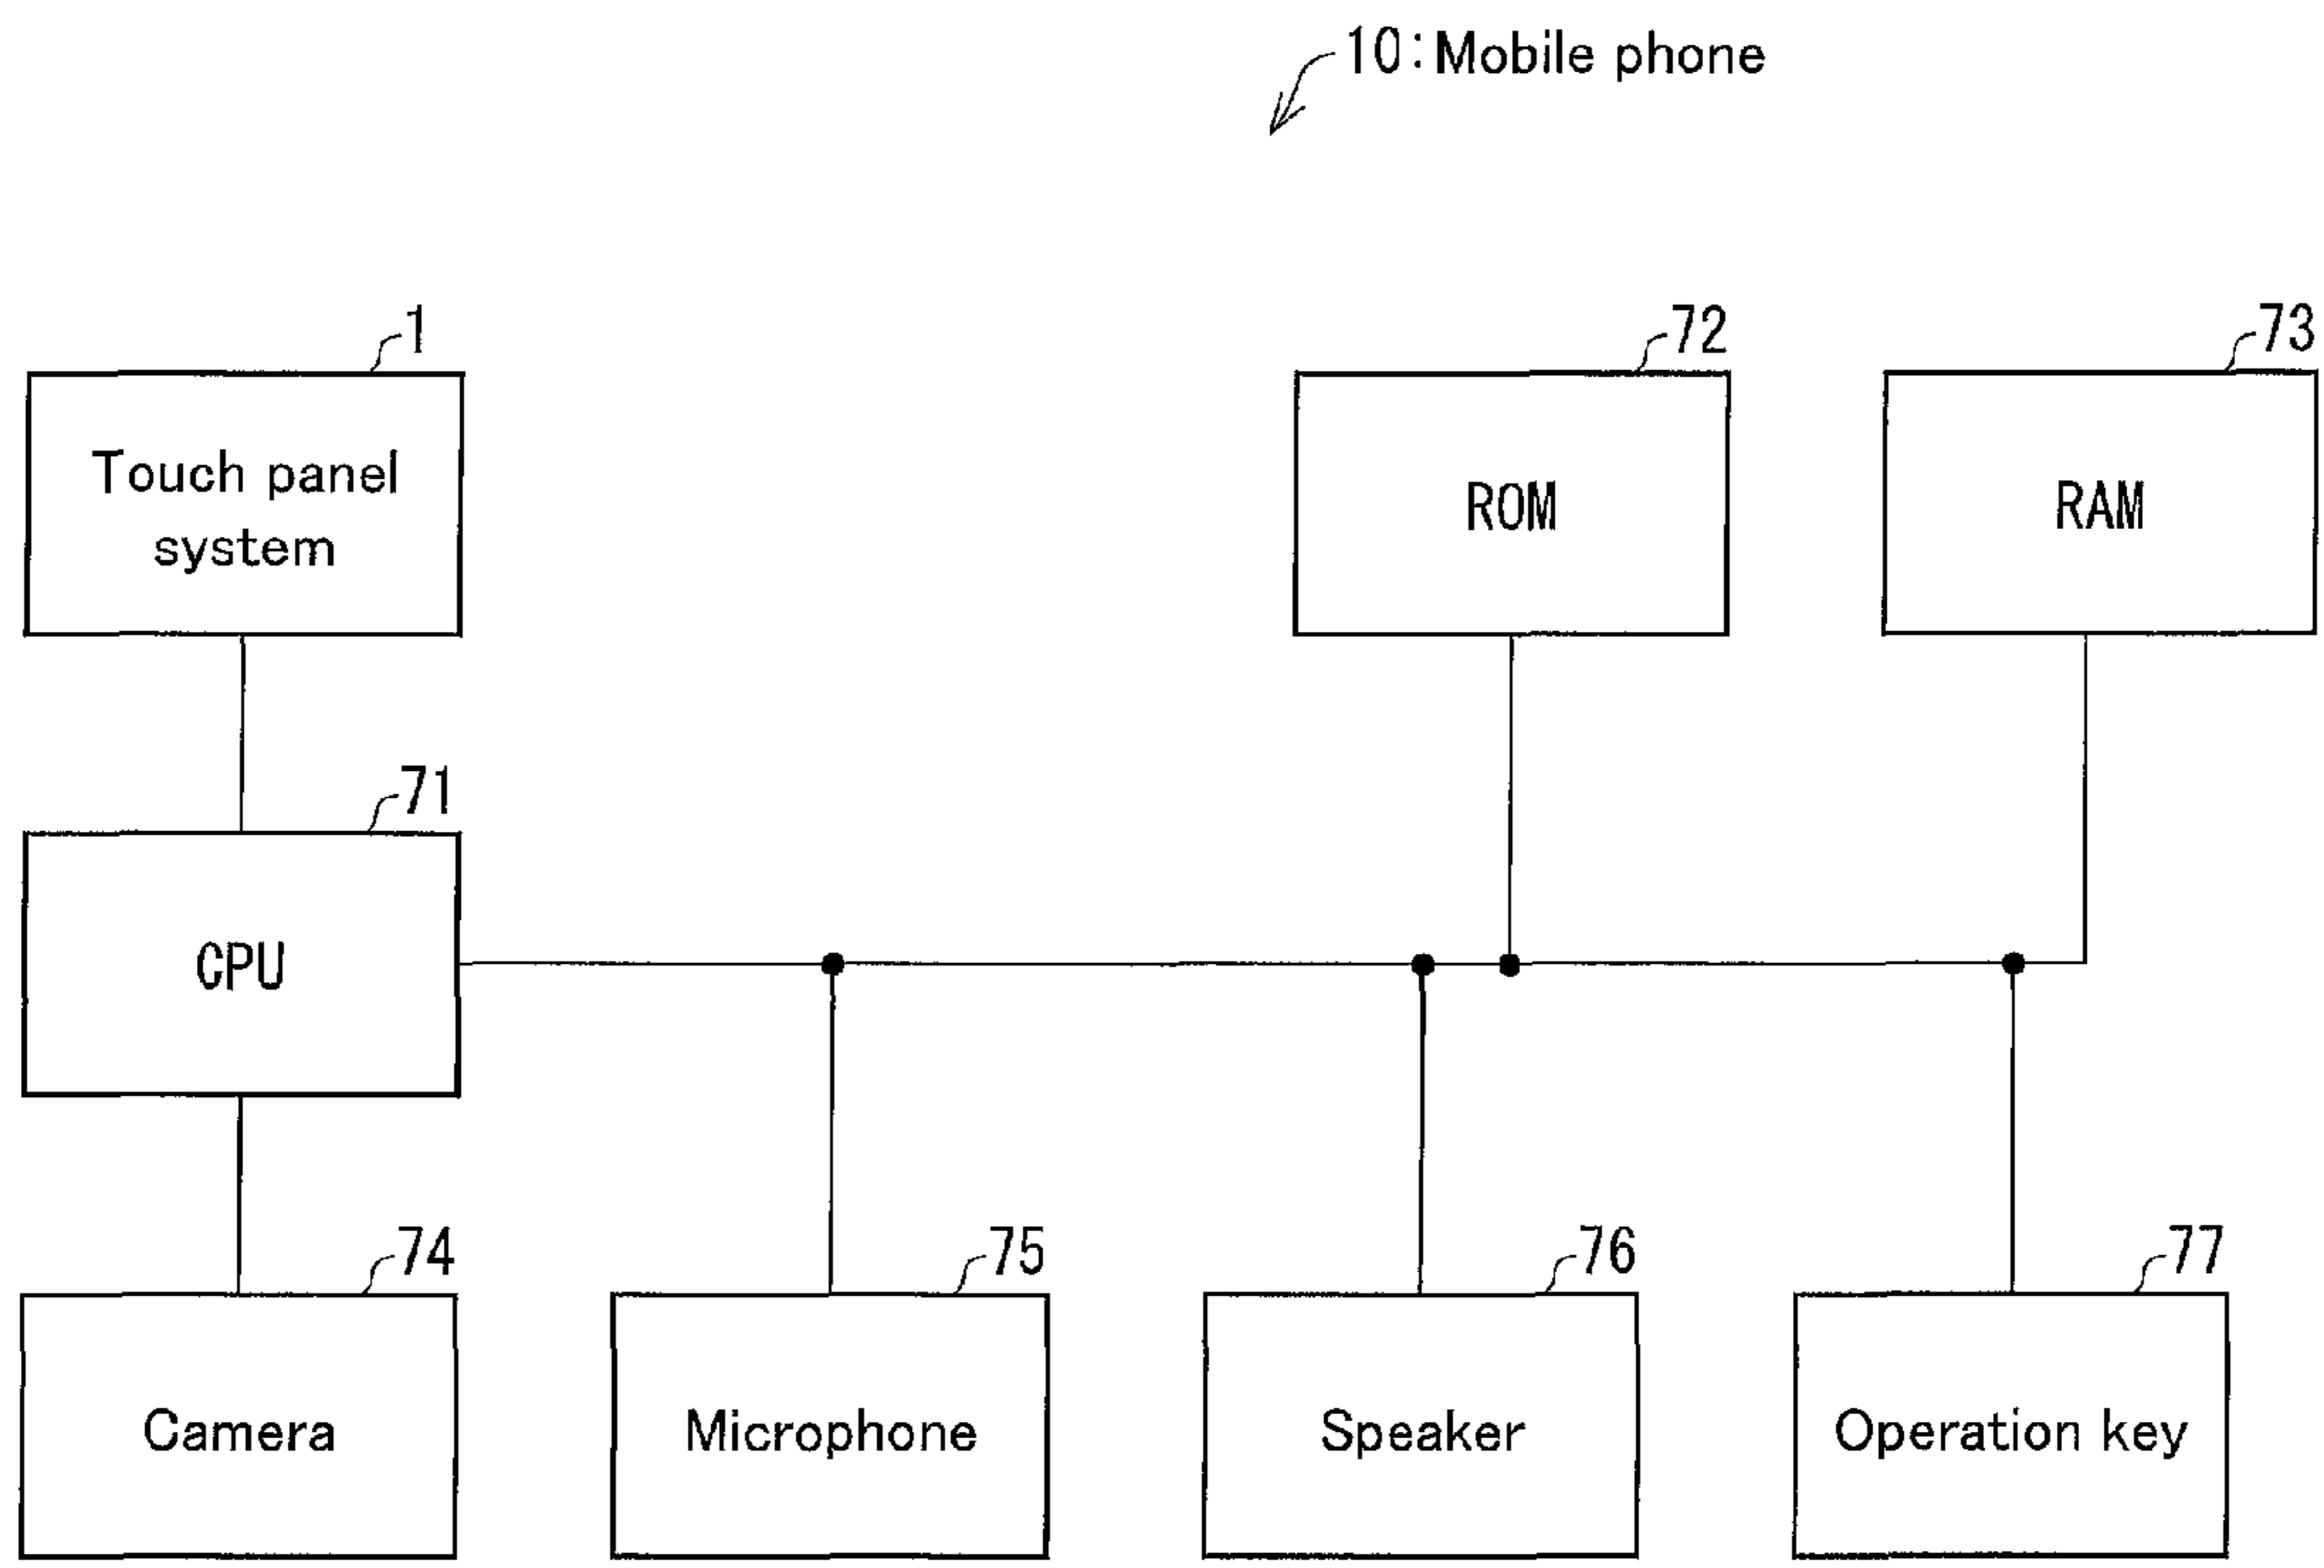 10:Mobile phone
1
72
73
Touch panel
system
ROM
RAM
71
CPU
74
75
76
77
Camera
Microphone
Speaker
Operation key